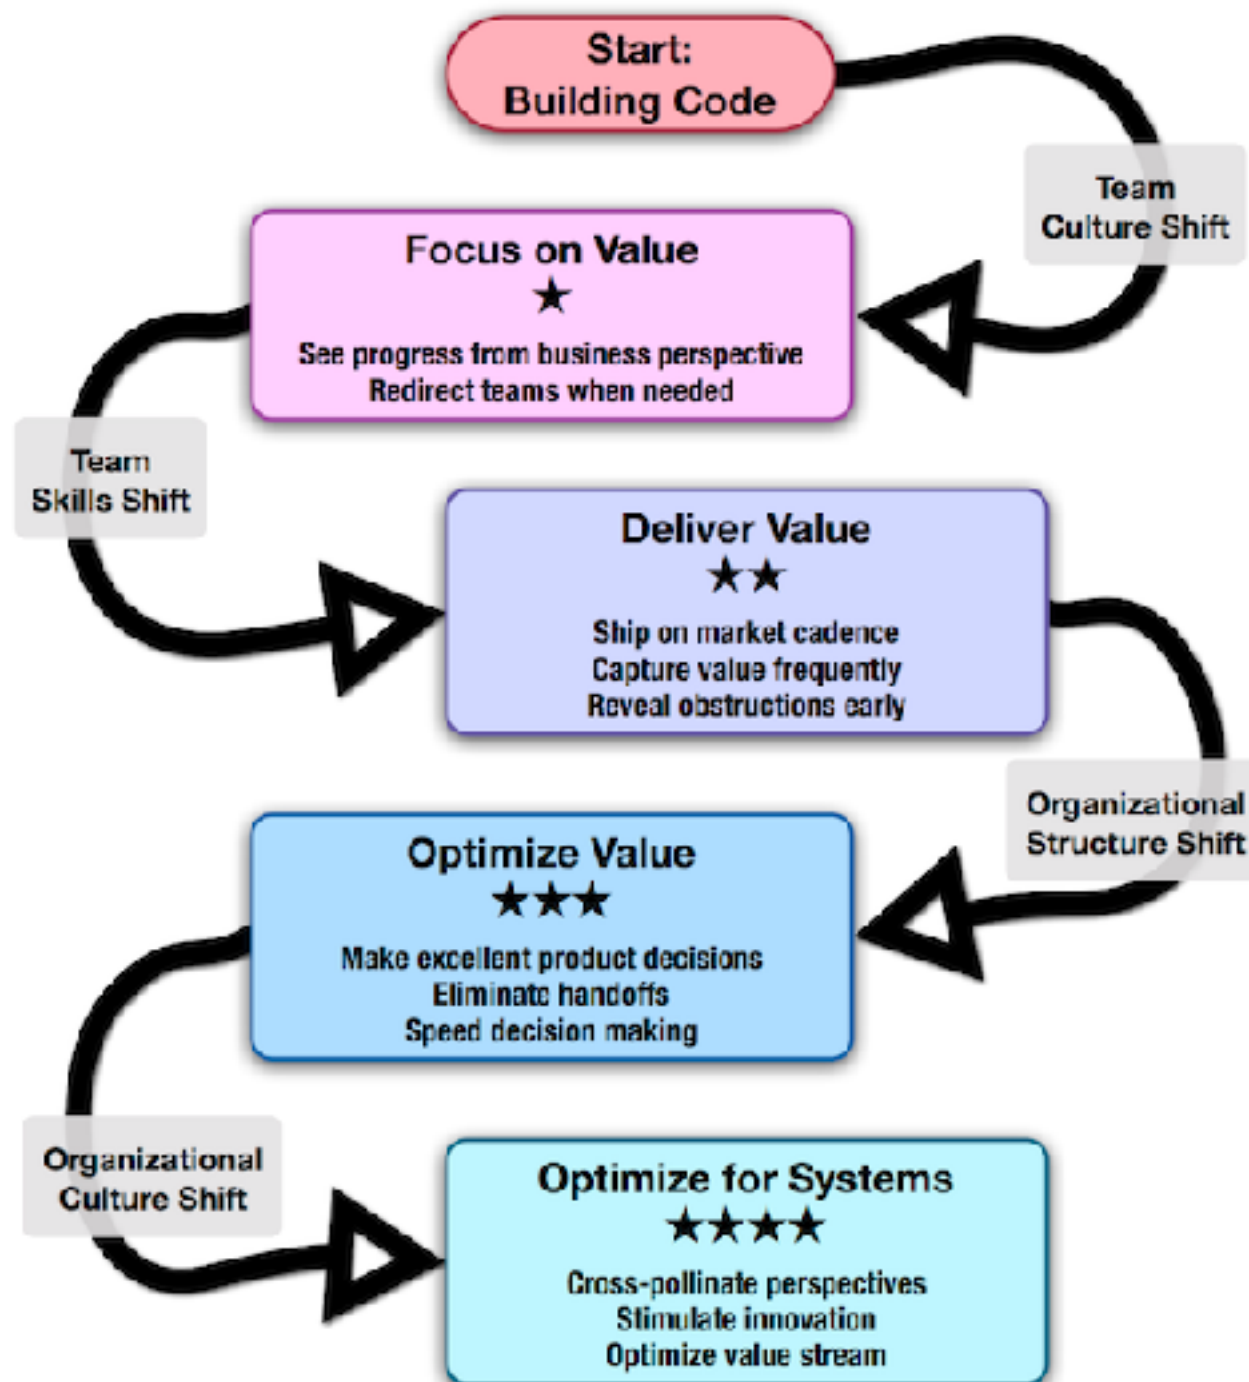 Start:
Building Code
Team
Culture Shift
Focus on Value
★
See progress from business perspective
Redirect teams when needed
Team
Skills Shift
Deliver Value
★★
Ship on market cadence
Capture value frequently
Reveal obstructions early
Organizational
Structure Shift
Optimize Value
★★★
Make excellent product decisions
Eliminate handoffs
Speed decision making
Organizational
Culture Shift
Optimize for Systems
★★★★
Cross-pollinate perspectives
Stimulate innovation
Optimize value stream